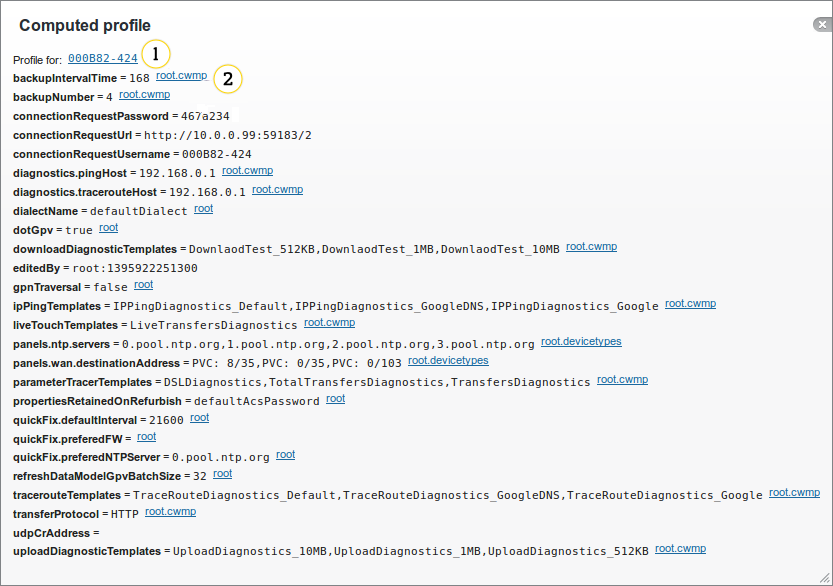 Computed profile
Profile for: 000B82-424 1
backupIntervalTime = 168 root.cwmp 2
backupNumber = 4 root.cwmp
connectionRequestPassword = 467a234
connectionRequestUrl = http://10.0.0.99:59183/2
connectionRequestUsername = 000B82-424
diagnostics.pingHost = 192.168.0.1 root.cwmp
diagnostics.tracerouteHost = 192.168.0.1 root.cwmp
dialectName = defaultDialect root
dotGpv = true root
downloadDiagnosticTemplates = DownlaodTest_512KB,DownlaodTest_1MB,DownlaodTest_10MB root.cwmp
editedBy = root:1395922251300
gpnTraversal = false root
ipPingTemplates = IPPingDiagnostics_Default,IPPingDiagnostics_GoogleDNS,IPPingDiagnostics_Google root.cwmp
liveTouchTemplates = LiveTransfersDiagnostics root.cwmp
panels.ntp.servers = 0.pool.ntp.org,1.pool.ntp.org,2.pool.ntp.org,3.pool.ntp.org root.devicetypes
panels.wan.destinationAddress = PVC: 8/35,PVC: 0/35,PVC: 0/103 root.devicetypes
parameterTracerTemplates = DSLDiagnostics,TotalTransfersDiagnostics,TransfersDiagnostics root.cwmp
propertiesRetainedOnRefurbish = defaultAcsPassword root
quickFix.defaultInterval = 21600 root
quickFix.preferedFW = root
quickFix.preferedNTPServer = 0.pool.ntp.org root
refreshDataModelGpvBatchSize = 32 root
tracerouteTemplates = TraceRouteDiagnostics_Default,TraceRouteDiagnostics_GoogleDNS,TraceRouteDiagnostics_Google root.cwmp
transferProtocol = HTTP root.cwmp
udpCrAddress =
uploadDiagnosticTemplates = UploadDiagnostics_10MB,UploadDiagnostics_1MB,UploadDiagnostics_512KB root.cwmp